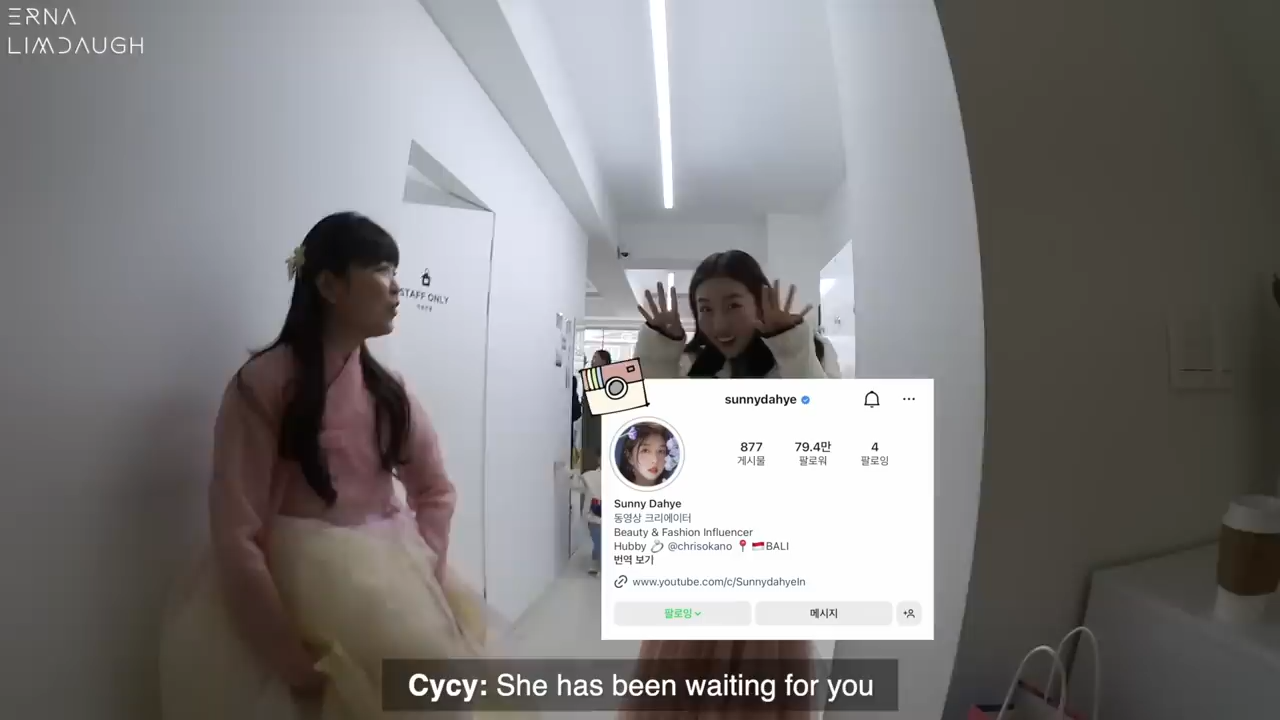 ERNA
LIMDAUGH
STAFF ONLY
sunnydahye
877
게시물
79.4만
팔로워
4
팔로잉
Sunny Dahye
동영상 크리에이터
Beauty & Fashion Influencer
Hubby 💍 @chrisokano 📍 🇮🇩BALI
번역 보기
www.youtube.com/c/SunnydahyeIn
팔로잉
메시지
Cycy: She has been waiting for you